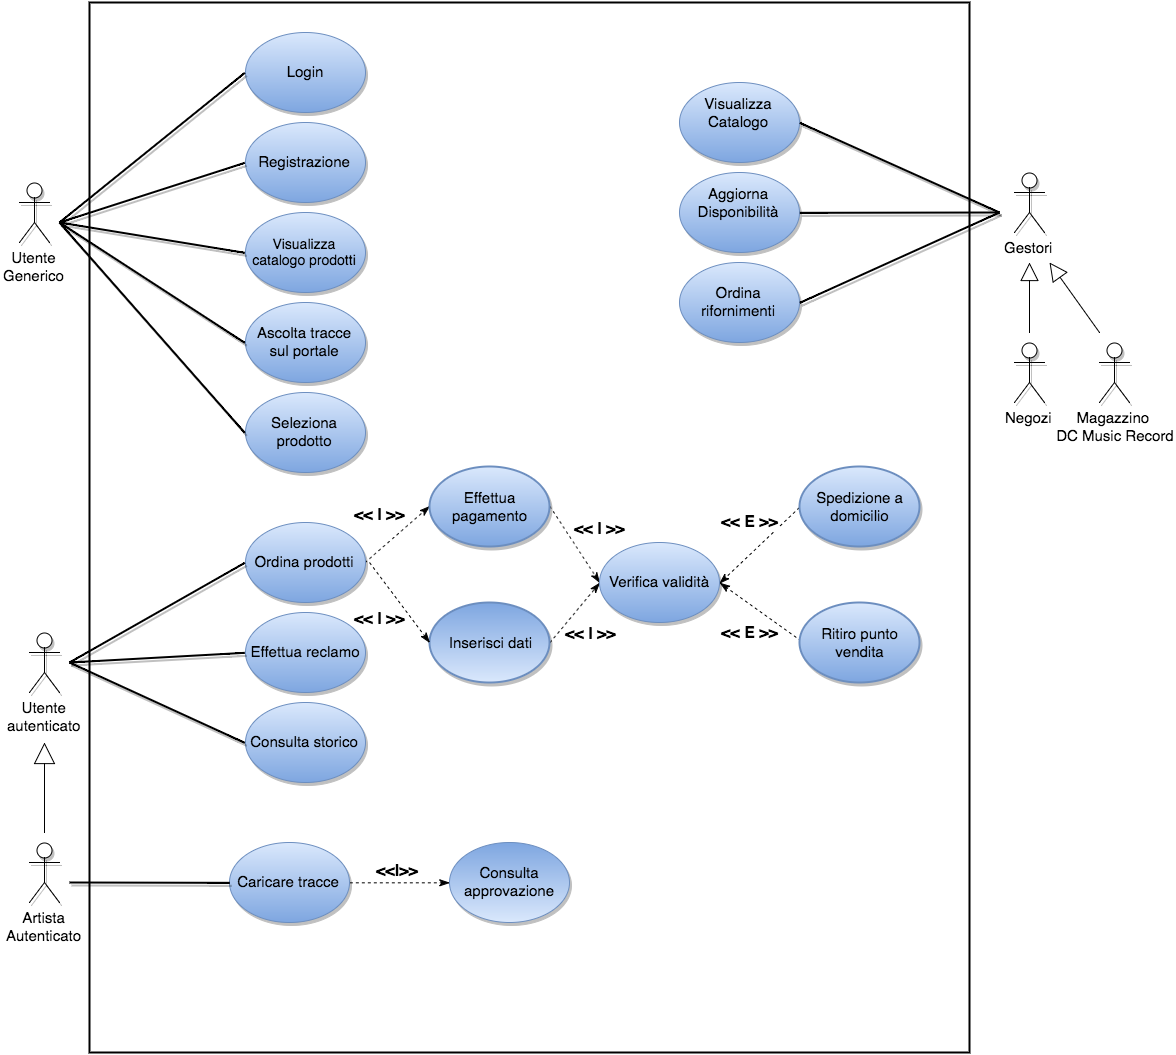 Login
Registrazione
Visualizza
catalogo prodotti
Ascolta tracce
sul portale
Seleziona
prodotto
Utente
Generico
Visualizza
Catalogo
Aggiorna
Disponibilità
Ordina
rifornimenti
Gestori
Negozi
Magazzino
DC Music Record
Ordina prodotti
<< I >>
<< I >>
Effettua
pagamento
Inserisci dati
<< I >>
<< I >>
Verifica validità
<< E >>
<< E >>
Spedizione a
domicilio
Ritiro punto
vendita
Effettua reclamo
Consulta storico
Utente
autenticato
Artista
Autenticato
Caricare tracce
<<I>>
Consulta
approvazione